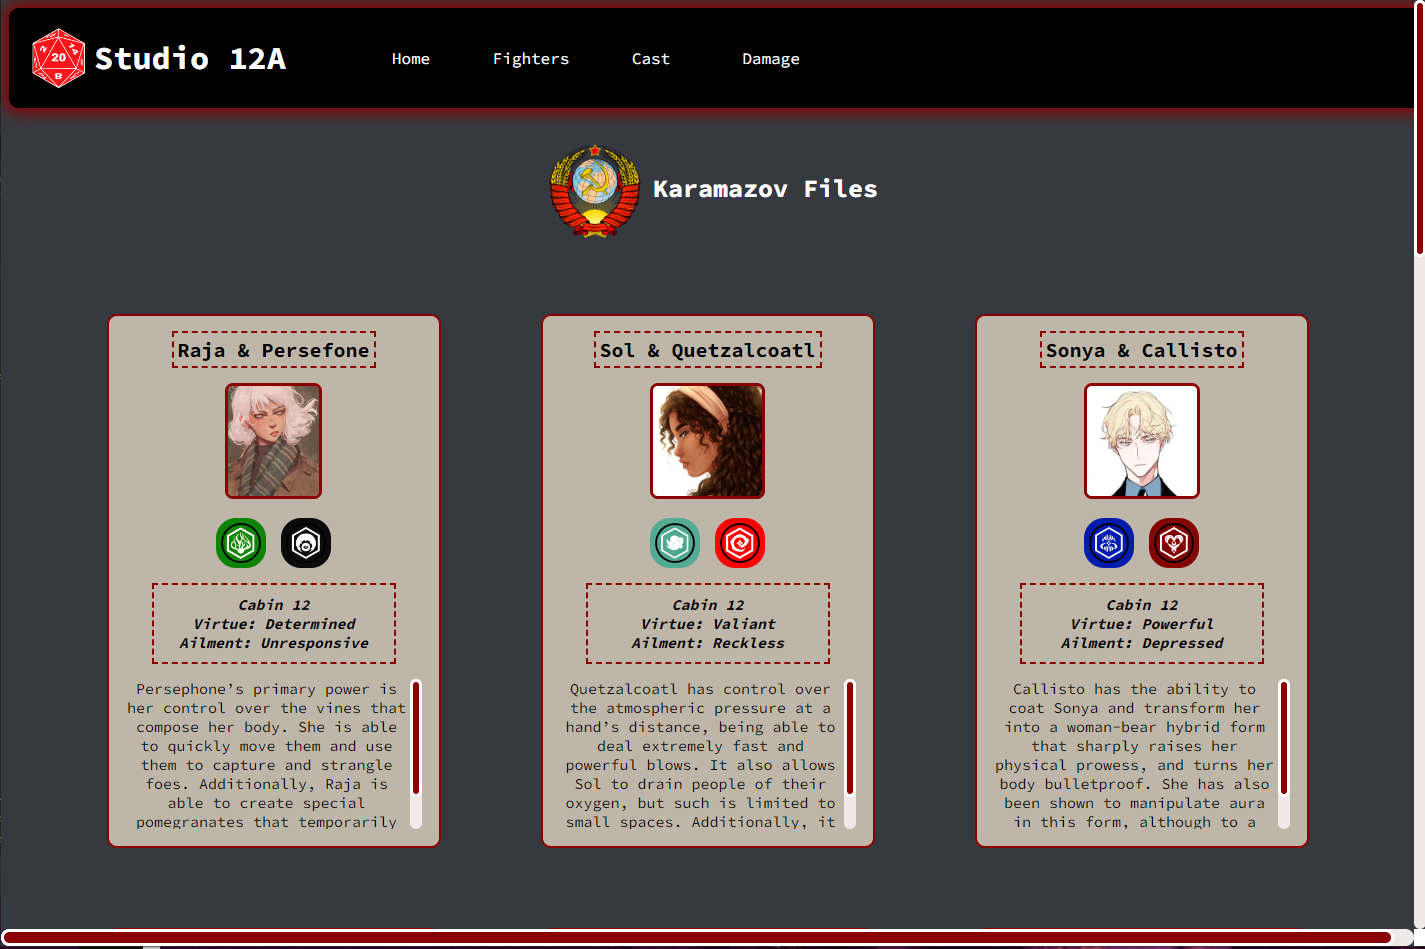 Studio 12A
Home Fighters Cast Damage
20
2
14
8
Karamazov Files
Raja & Persefone
Cabin 12
Virtue: Determined
Ailment: Unresponsive
Persephone’s primary power is
her control over the vines that
compose her body. She is able
to quickly move them and use
them to capture and strangle
foes. Additionally, Raja is
able to create special
pomegranates that temporarily
Sol & Quetzalcoatl
Cabin 12
Virtue: Valiant
Ailment: Reckless
Quetzalcoatl has control over
the atmospheric pressure at a
hand’s distance, being able to
deal extremely fast and
powerful blows. It also allows
Sol to drain people of their
oxygen, but such is limited to
small spaces. Additionally, it
Sonya & Callisto
Cabin 12
Virtue: Powerful
Ailment: Depressed
Callisto has the ability to
coat Sonya and transform her
into a woman-bear hybrid form
that sharply raises her
physical prowess, and turns her
body bulletproof. She has also
been shown to manipulate aura
in this form, although to a